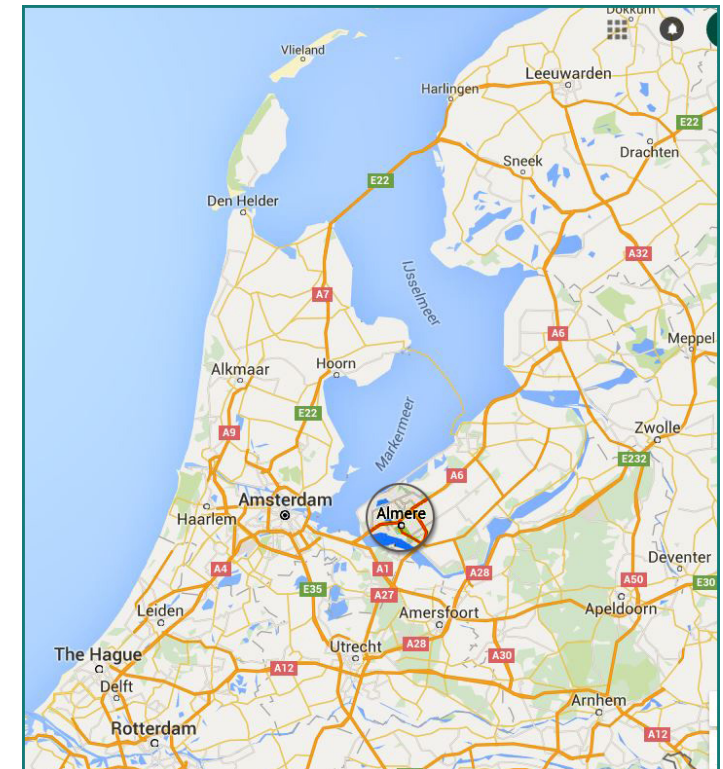 Dokkum
Vlieland
Leeuwarden
Harlingen
E22
Drachten
Sneek
E22
Den Helder
A32
IJsselmeer
A7
A6
Meppel
Hoorn
Alkmaar
E22
Markermeer
A9
Zwolle
E232
A6
Amsterdam
Almere
Haarlem
Deventer
A4
A1
A28
A50
E30
E35
A27
Leiden
Amersfoort
Apeldoorn
Utrecht
A28
The Hague
A12
A30
Delft
Arnhem
Rotterdam
A12